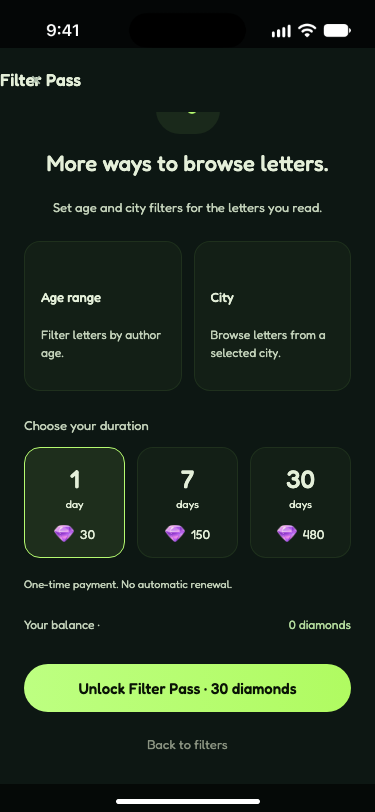 9:41
Filter Pass
More ways to browse letters.
Set age and city filters for the letters you read.
Age range
Filter letters by author
age.
City
Browse letters from a
selected city.
Choose your duration
1
day
30
7
days
150
30
days
480
One-time payment. No automatic renewal.
Your balance · 0 diamonds
Unlock Filter Pass · 30 diamonds
Back to filters